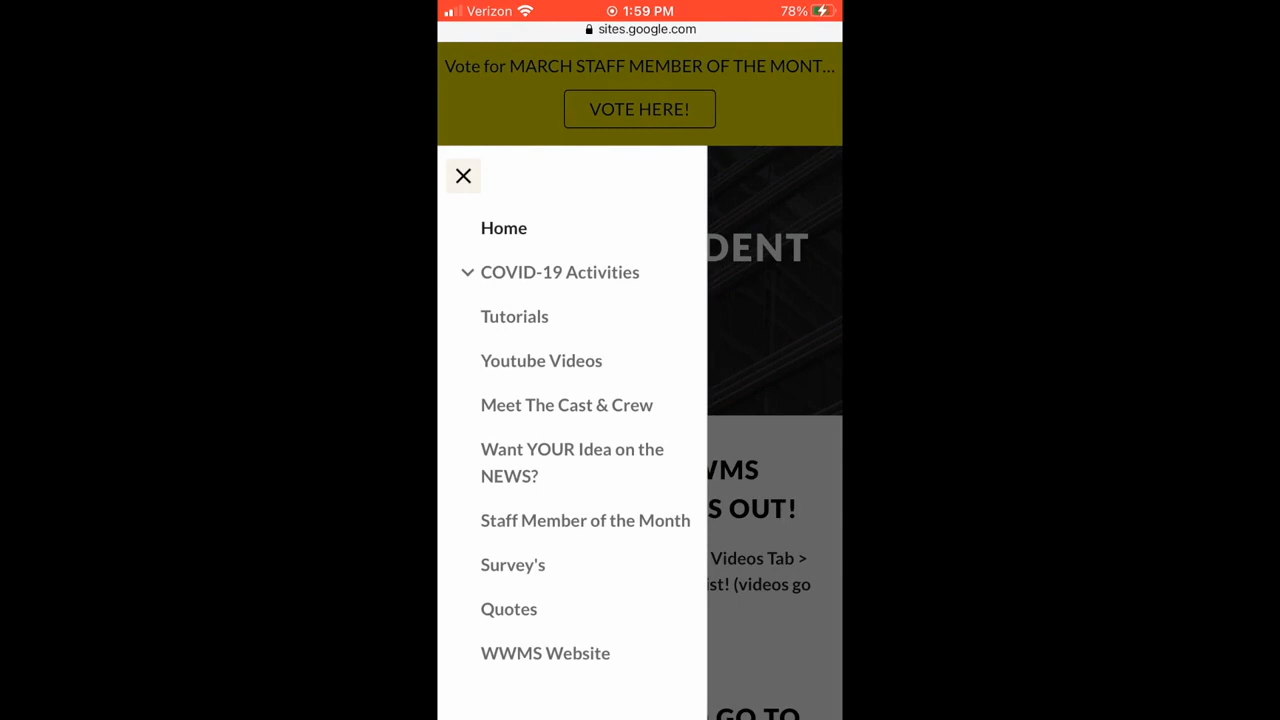 Verizon 1:59 PM 78%
sites.google.com
Vote for MARCH STAFF MEMBER OF THE MONT...
VOTE HERE!
Home
COVID-19 Activities
Tutorials
Youtube Videos
Meet The Cast & Crew
Want YOUR Idea on the
NEWS?
Staff Member of the Month
Survey's
Quotes
WWMS Website
DENT
WMS
S OUT!
Videos Tab >
ist! (videos go
GO TO